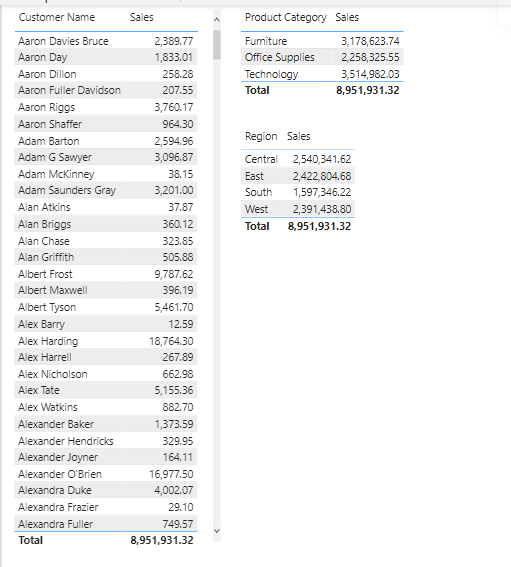 Customer Name Sales
Aaron Davies Bruce 2,389.77
Aaron Day 1,833.01
Aaron Dillon 258.28
Aaron Fuller Davidson 207.55
Aaron Riggs 3,760.17
Aaron Shaffer 964.30
Adam Barton 2,594.96
Adam G Sawyer 3,096.87
Adam McKinney 38.15
Adam Saunders Gray 3,201.00
Alan Atkins 37.87
Alan Briggs 360.12
Alan Chase 323.85
Alan Griffith 505.88
Albert Frost 9,787.62
Albert Maxwell 396.19
Albert Tyson 5,461.70
Alex Barry 12.59
Alex Harding 18,764.30
Alex Harrell 267.89
Alex Nicholson 662.98
Alex Tate 5,155.36
Alex Watkins 882.70
Alexander Baker 1,373.59
Alexander Hendricks 329.95
Alexander Joyner 164.11
Alexander O'Brien 16,977.50
Alexandra Duke 4,002.07
Alexandra Frazier 29.10
Alexandra Fuller 749.57
Total 8,951,931.32
Product Category Sales
Furniture 3,178,623.74
Office Supplies 2,258,325.55
Technology 3,514,982.03
Total 8,951,931.32
Region Sales
Central 2,540,341.62
East 2,422,804.68
South 1,597,346.22
West 2,391,438.80
Total 8,951,931.32